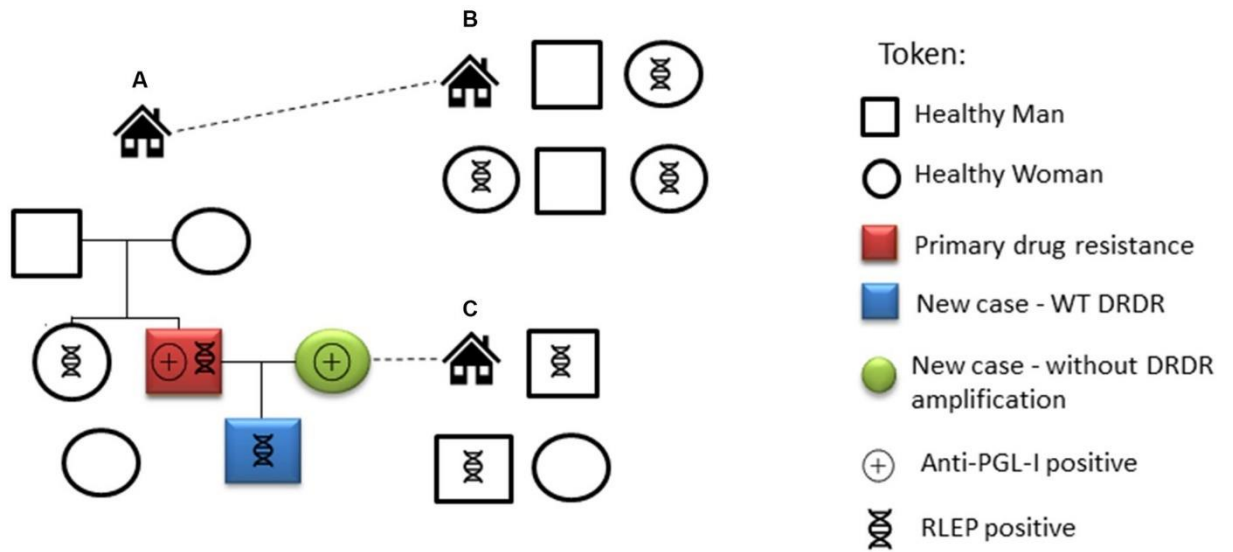 B
A
C
Token:
Healthy Man
Healthy Woman
Primary drug resistance
New case - WT DRDR
New case - without DRDR
amplification
Anti-PGL-I positive
RLEP positive